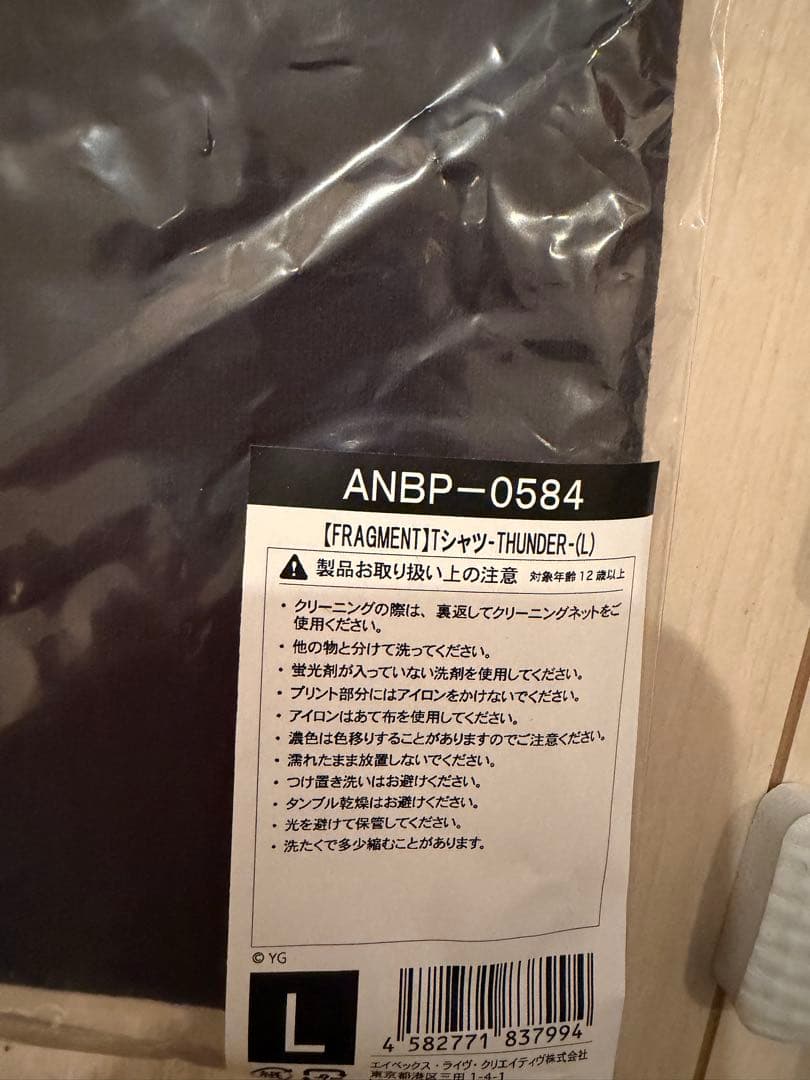 ANBP-0584
【FRAGMENT】Tシャツ-THUNDER-(L)
製品お取り扱い上の注意 対象年齢12歳以上
・クリーニングの際は、裏返してクリーニングネットをご
使用ください。
・他の物と分けて洗ってください。
・蛍光剤が入っていない洗剤を使用してください。
・プリント部分にはアイロンをかけないでください。
・アイロンはあて布を使用してください。
・濃色は色移りすることがありますのでご注意ください。
・濡れたまま放置しないでください。
・つけ置き洗いはお避けください。
・タンブル乾燥はお避けください。
・光を避けて保管してください。
・洗たくで多少縮むことがあります。
© YG
L
4 582771 837994
エイベックス・ライヴ・クリエイティヴ株式会社
東京都港区三田1-4-1